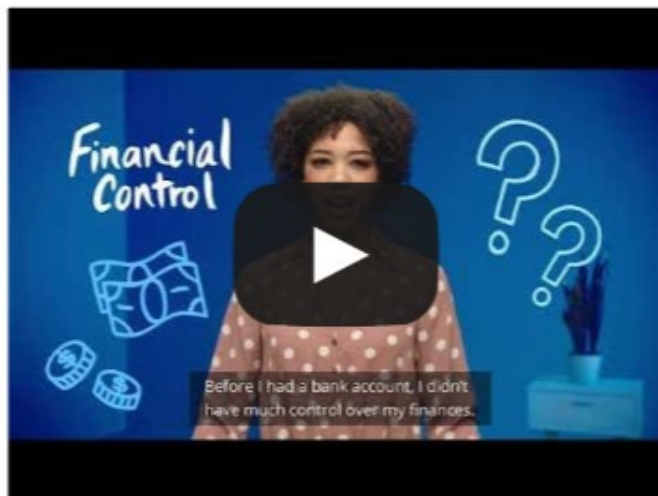 Financial
Control
?
?
$
$
Before I had a bank account, I didn't
have much control over my finances.